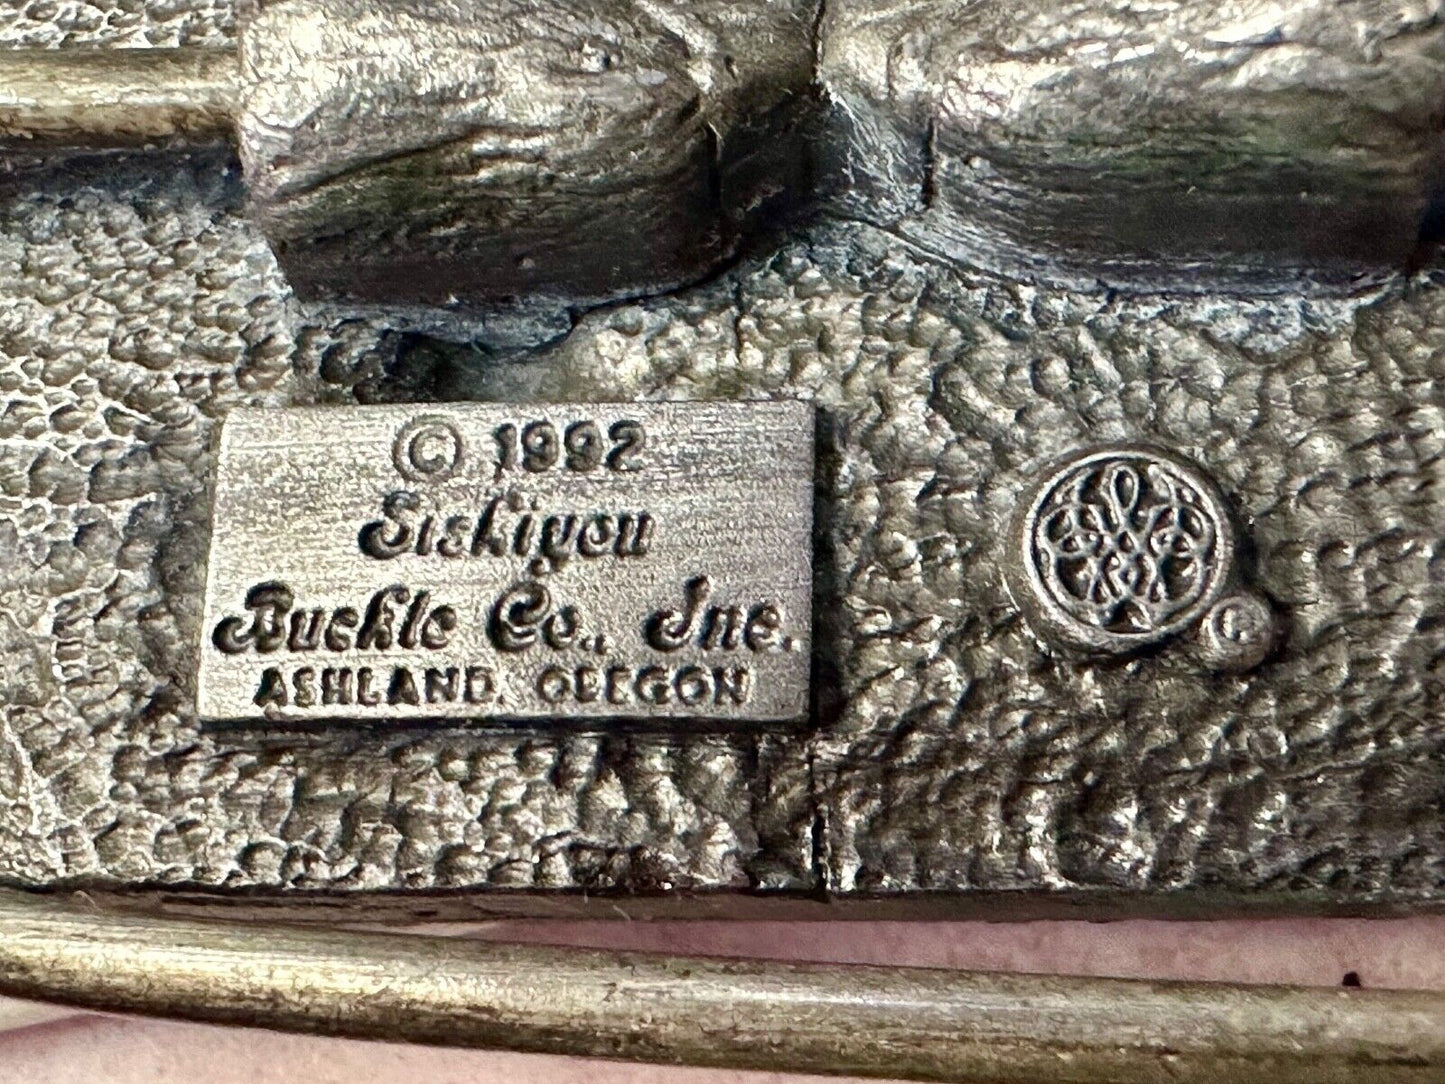 © 1992
Siskiyou
Buckle Co., Inc.
ASHLAND, OREGON
©